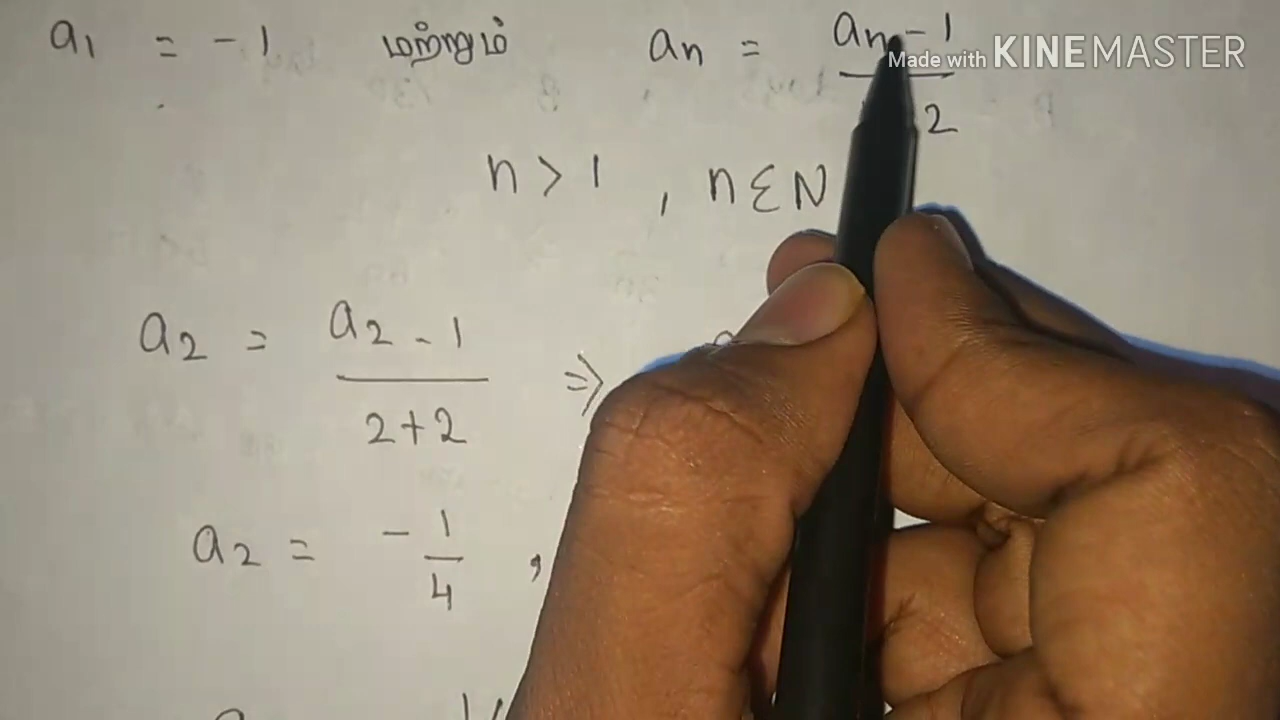 a1 = -1 மற்றும் an = an-1 / 2
Made with KINEMASTER
n > 1 , n ∈ N
a2 = a2-1 / 2+2 ⇒
a2 = -1/4 ,